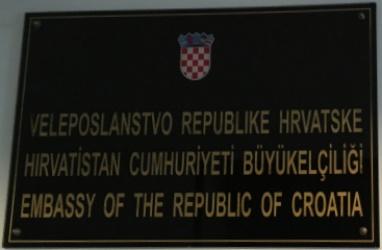 VELEPOSLANSTVO REPUBLIKE HRVATSKE
HIRVATİSTAN CUMHURİYETİ BÜYÜKELÇİLİĞİ
EMBASSY OF THE REPUBLIC OF CROATIA